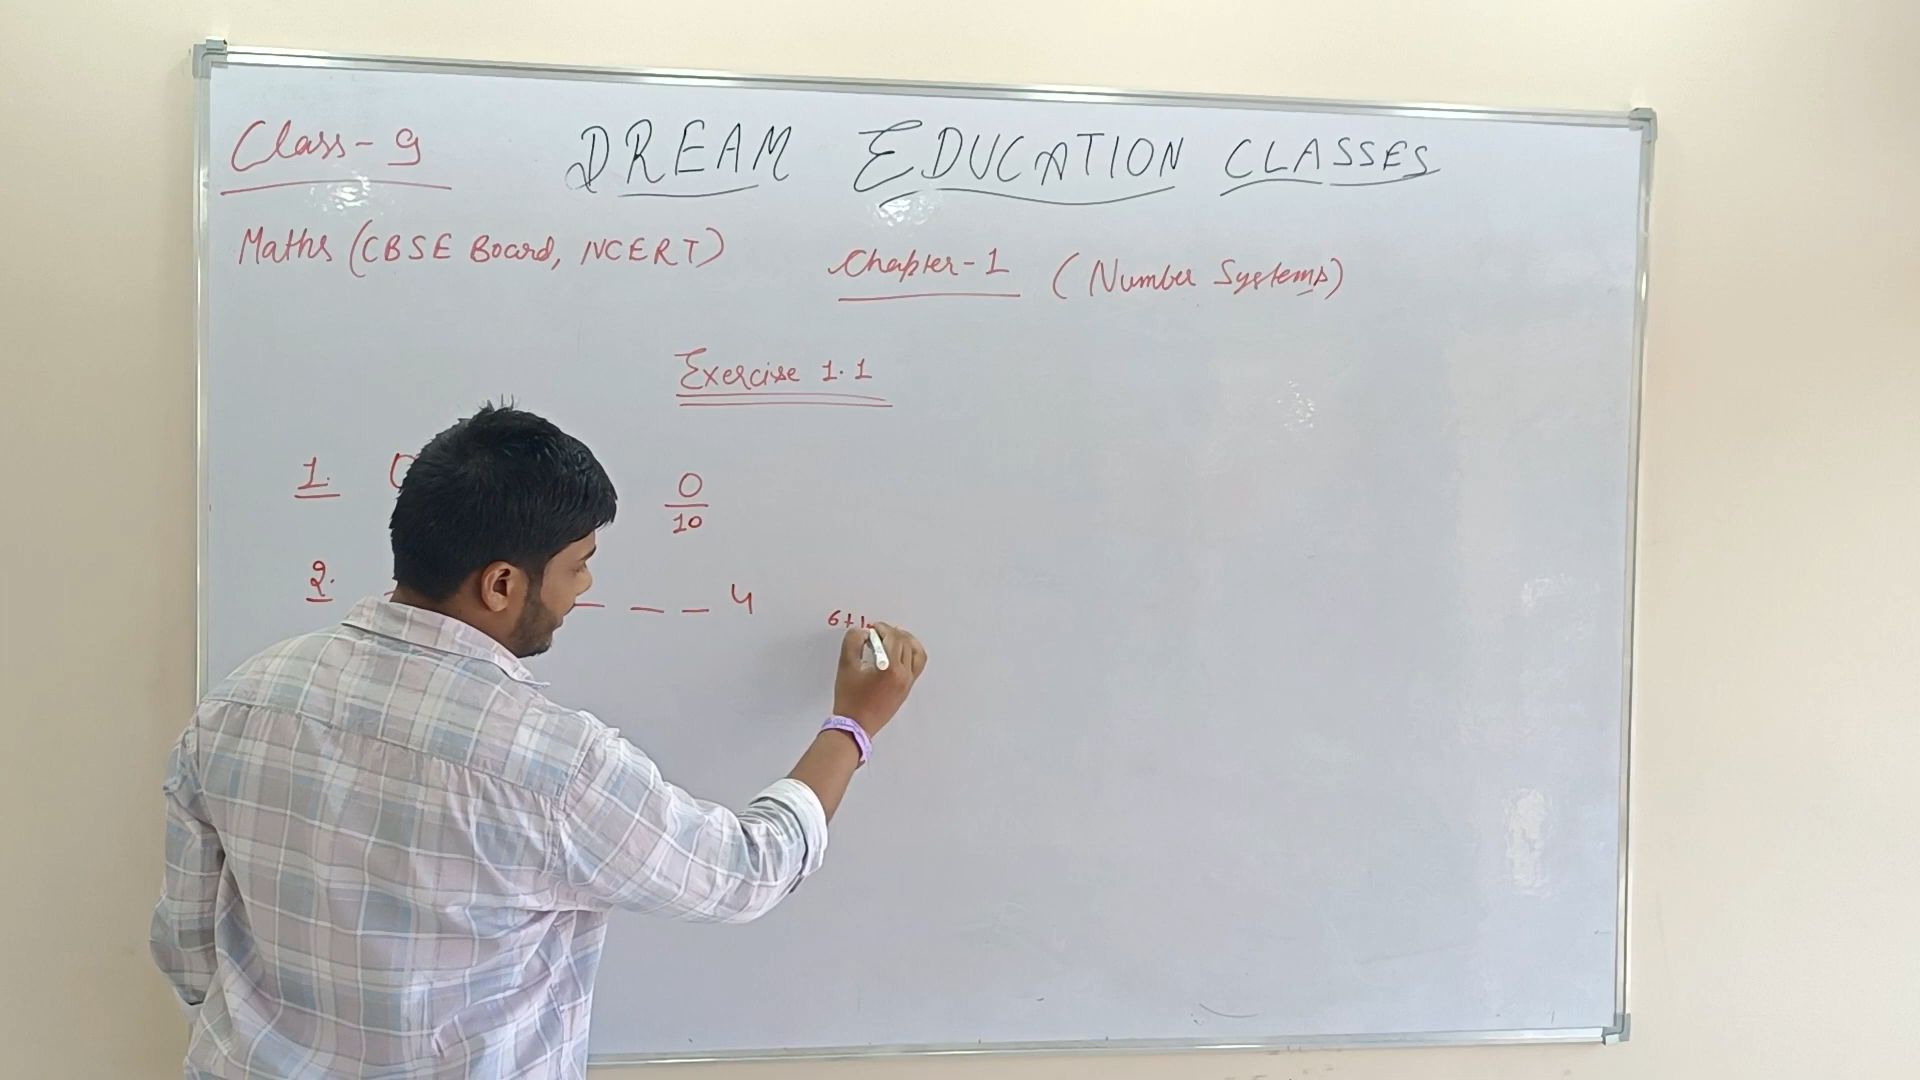 Class-9 DREAM EDUCATION CLASSES
Maths (CBSE Board, NCERT) Chapter-1 (Number Systems)
Exercise 1.1
1. 0
0
10
2. _ _ _ _ 4
6+1